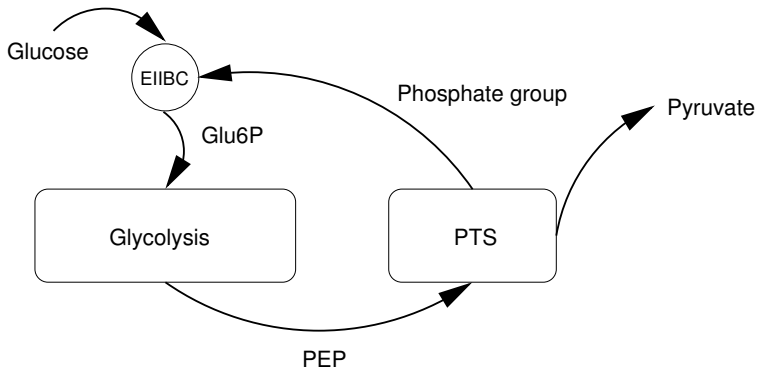 Glucose
EIIBC
Phosphate group
Pyruvate
Glu6P
Glycolysis
PTS
PEP